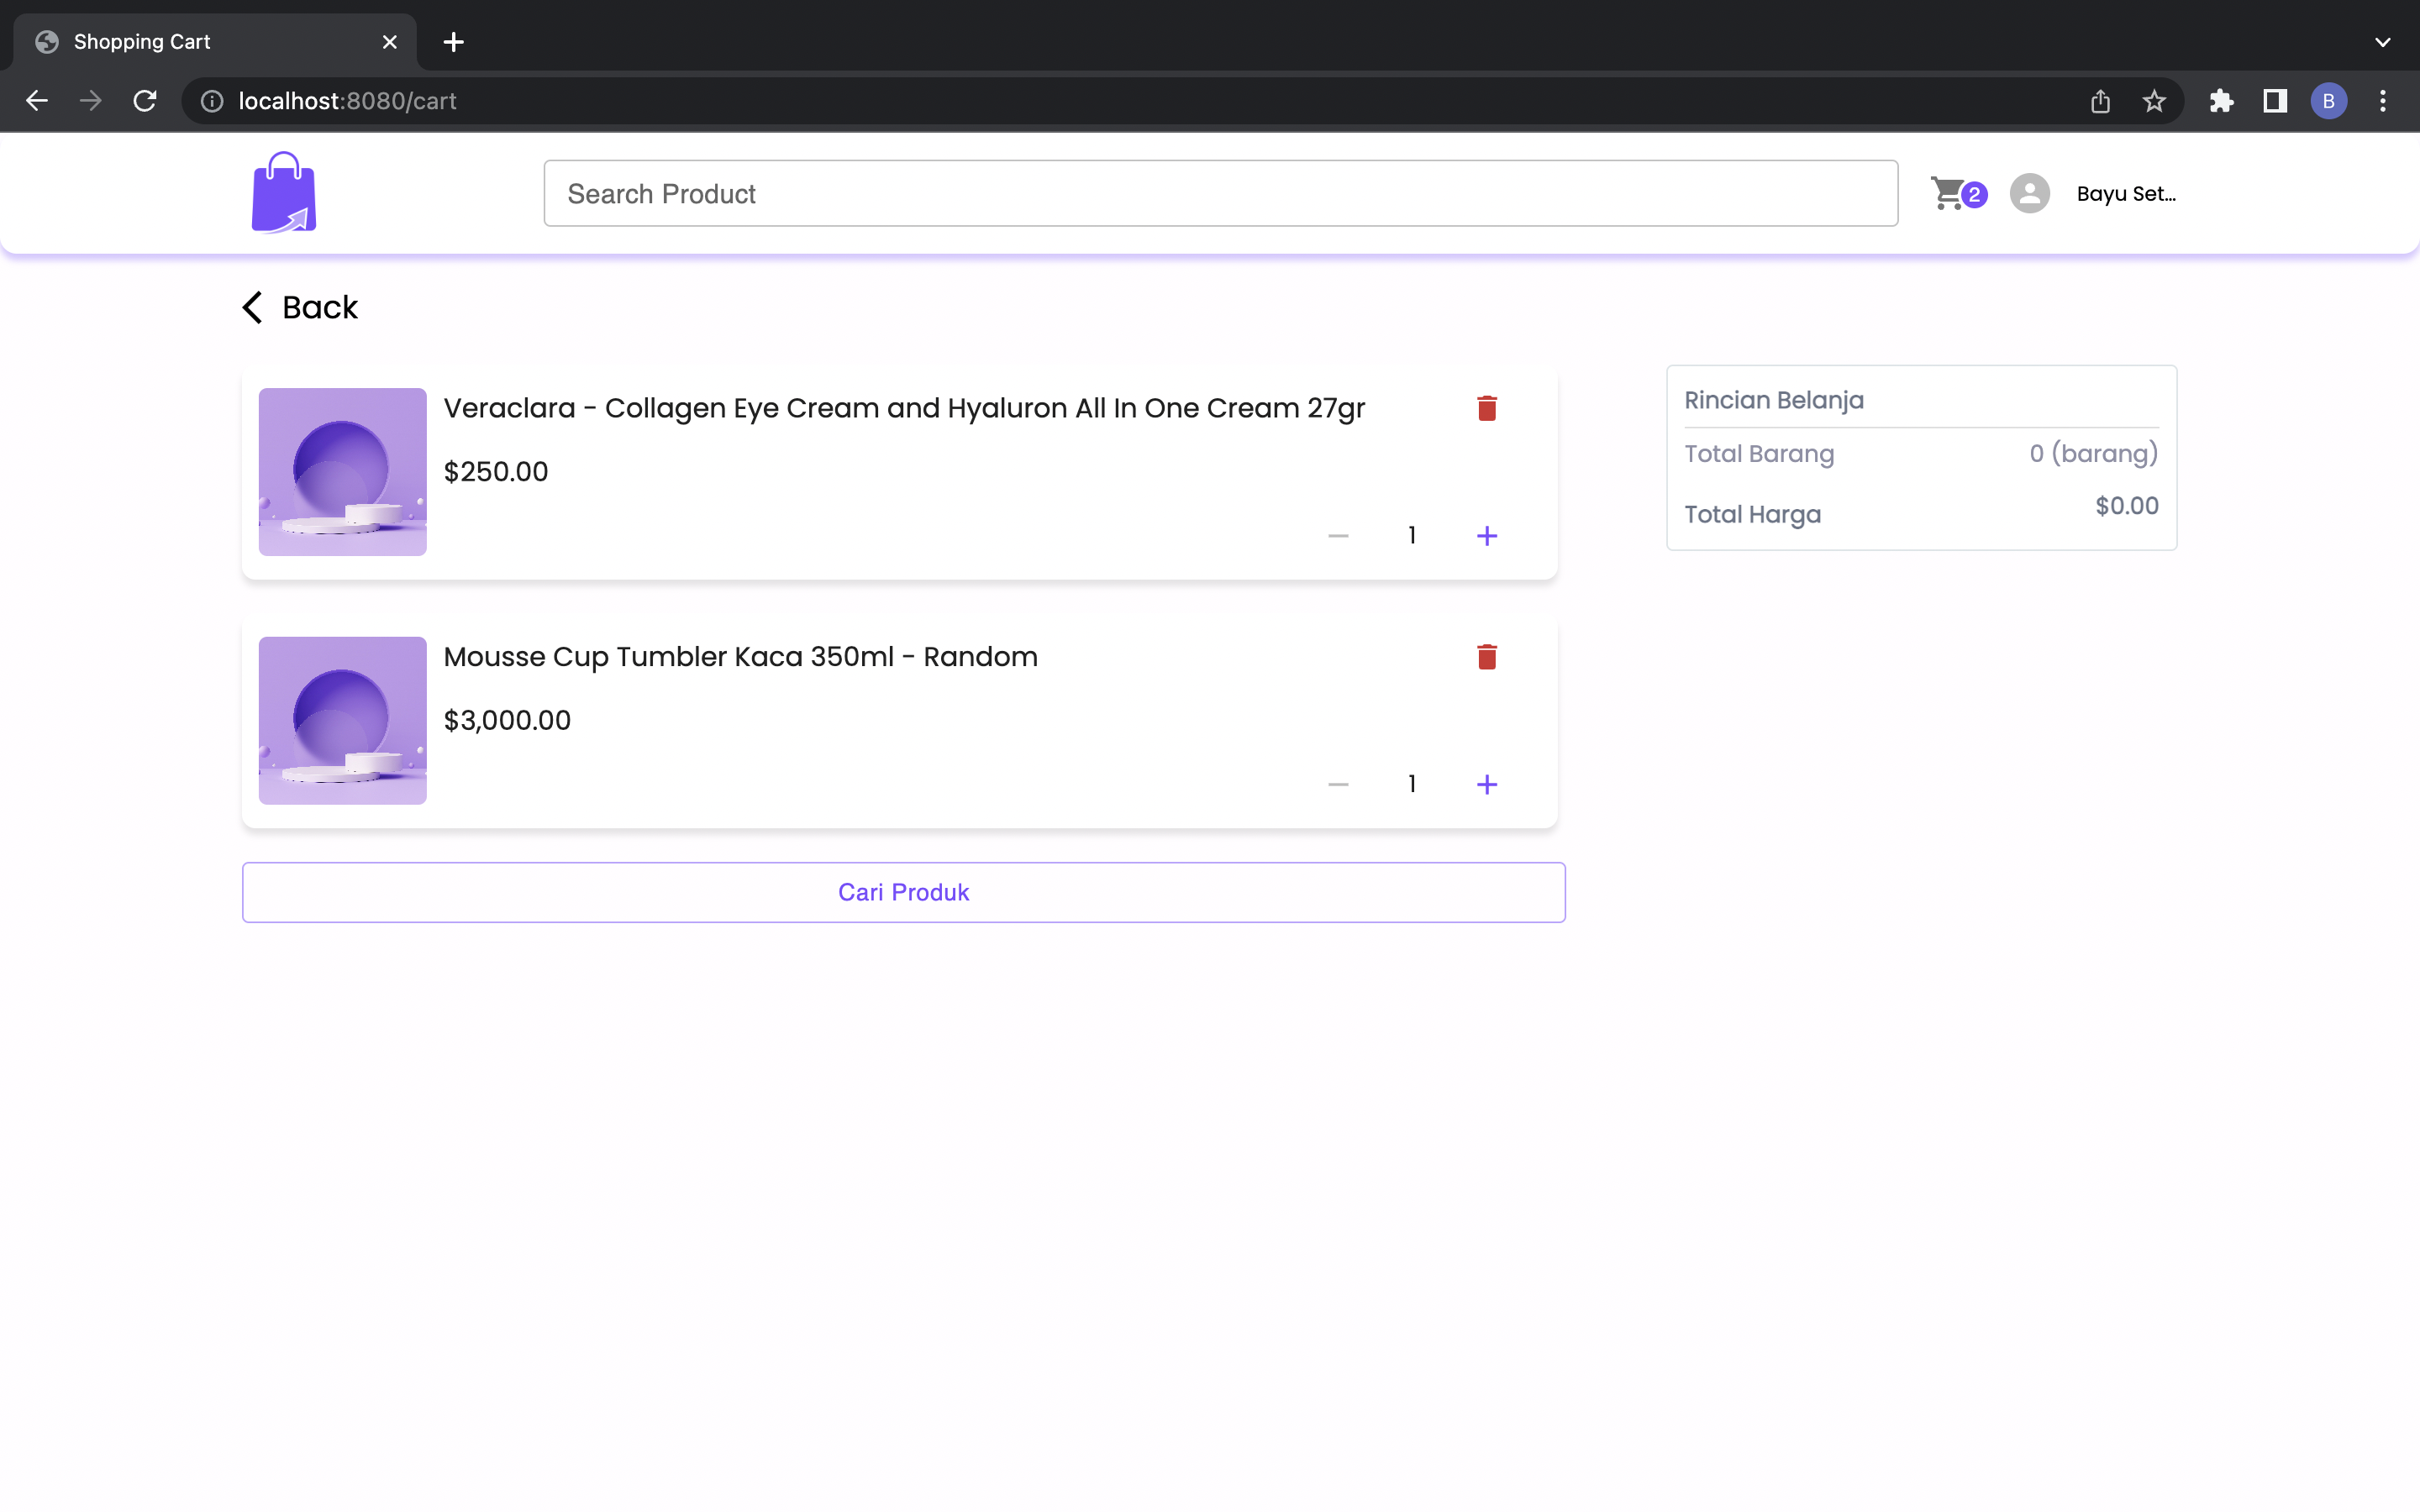 Shopping Cart
localhost:8080/cart
B
Search Product
2
Bayu Set...
Back
Veraclara - Collagen Eye Cream and Hyaluron All In One Cream 27gr
$250.00
1
Mousse Cup Tumbler Kaca 350ml - Random
$3,000.00
1
Cari Produk
Rincian Belanja
Total Barang 0 (barang)
Total Harga $0.00